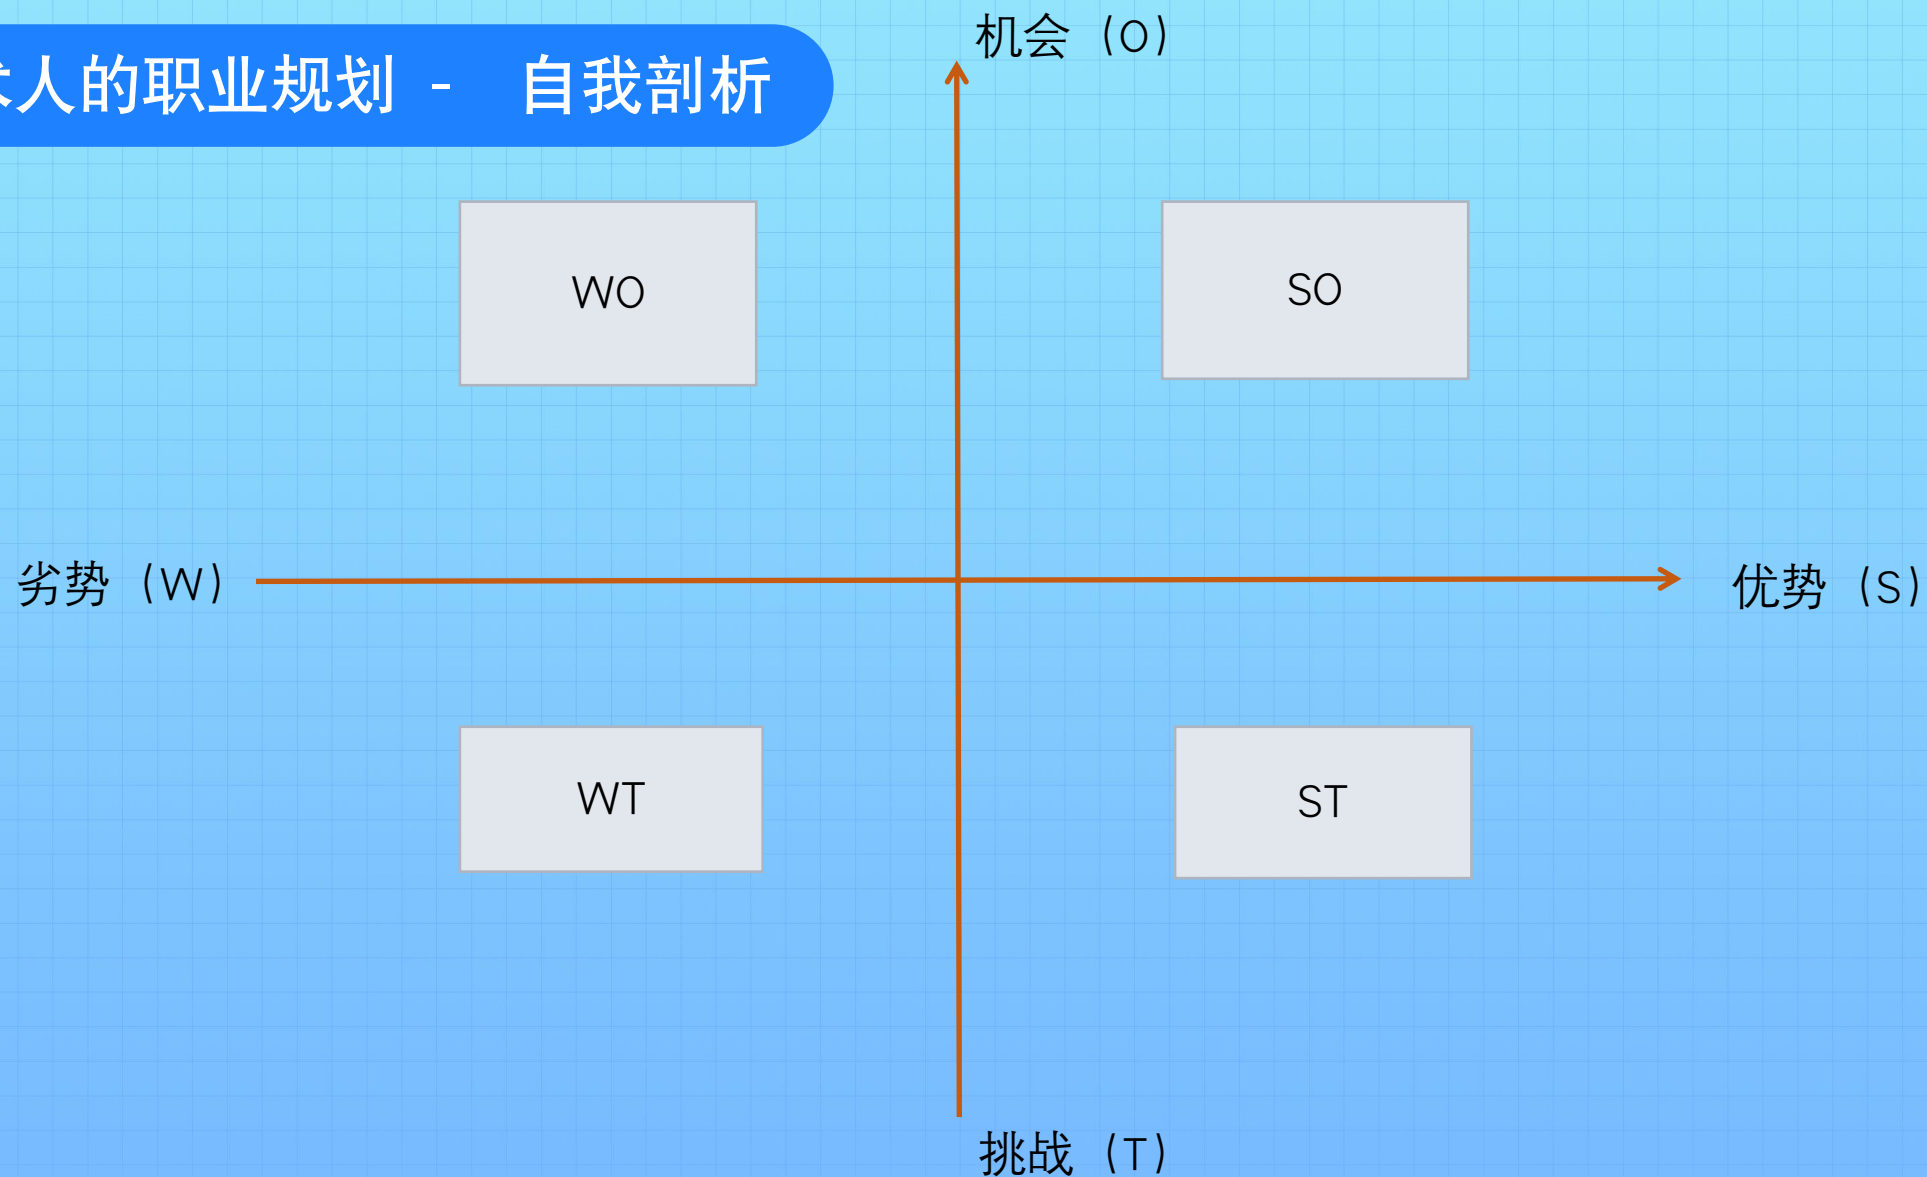 人的职业规划 - 自我剖析
机会（O）
WO
SO
劣势（W）
优势（S）
WT
ST
挑战（T）